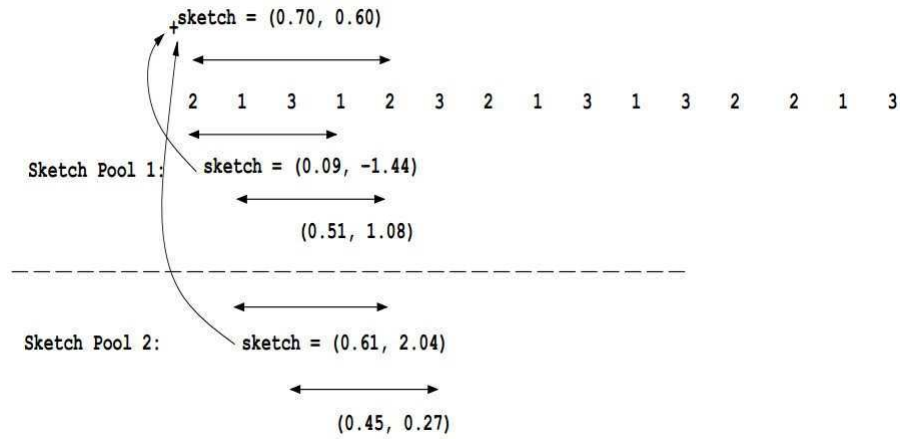 +sketch = (0.70, 0.60)
2 1 3 1 2 3 2 1 3 1 3 2 2 1 3
Sketch Pool 1: sketch = (0.09, -1.44)
(0.51, 1.08)
Sketch Pool 2: sketch = (0.61, 2.04)
(0.45, 0.27)